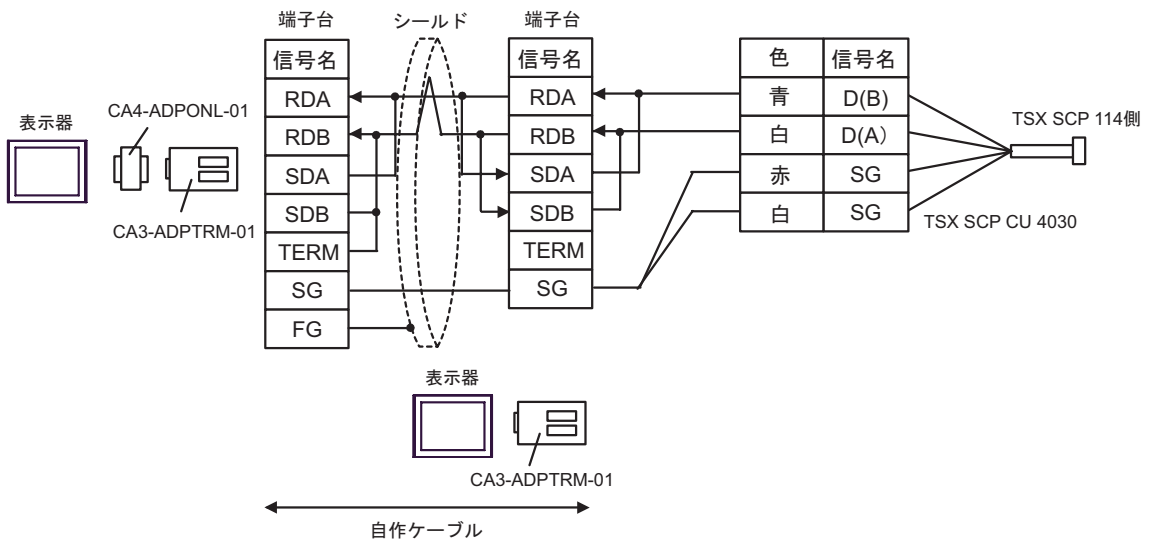 端子台
シールド
端子台
信号名
RDA
RDB
SDA
SDB
TERM
SG
FG
信号名
RDA
RDB
SDA
SDB
TERM
SG
色 信号名
青 D(B)
白 D(A)
赤 SG
白 SG
表示器
CA4-ADPONL-01
CA3-ADPTRM-01
TSX SCP 114側
TSX SCP CU 4030
表示器
CA3-ADPTRM-01
自作ケーブル